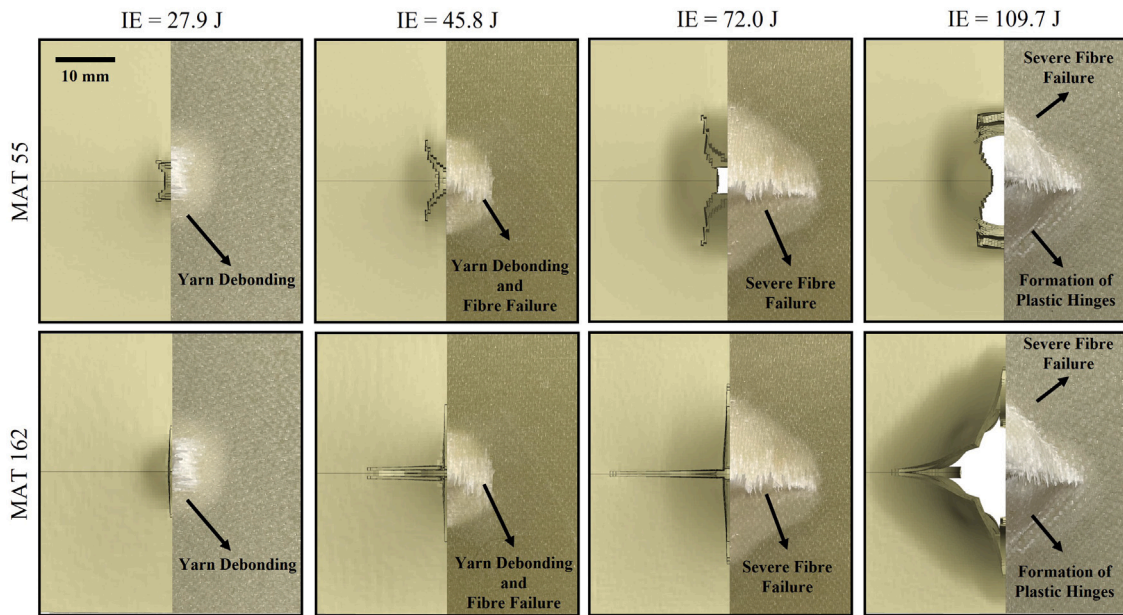 IE = 27.9 J
IE = 45.8 J
IE = 72.0 J
IE = 109.7 J
MAT 55
10 mm
Yarn Debonding
Yarn Debonding
and
Fibre Failure
Severe Fibre
Failure
Severe Fibre
Failure
Formation of
Plastic Hinges
MAT 162
Yarn Debonding
Yarn Debonding
and
Fibre Failure
Severe Fibre
Failure
Severe Fibre
Failure
Formation of
Plastic Hinges